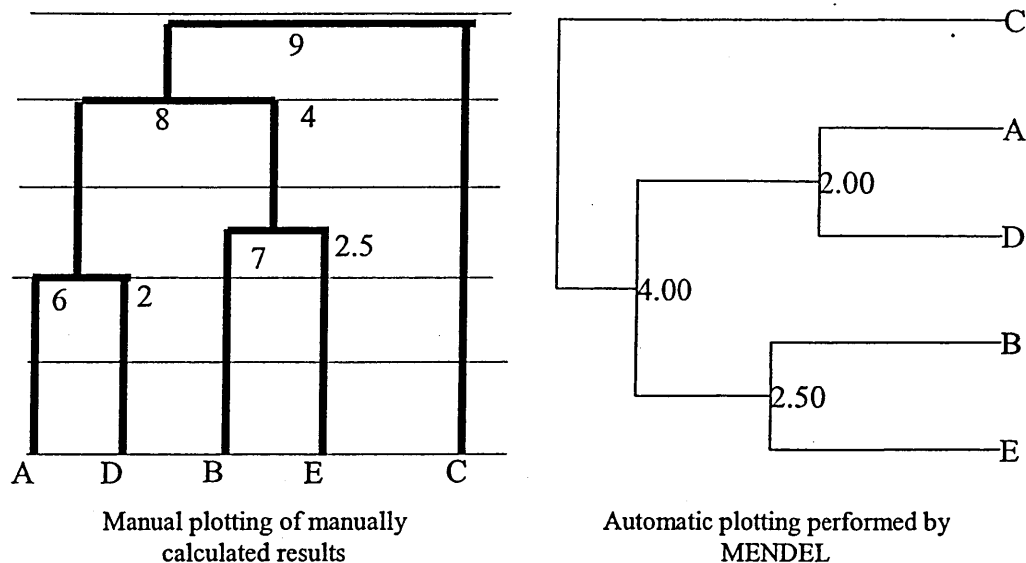 9
8
4
7
2.5
6
2
A D B E C
Manual plotting of manually
calculated results
C
A
2.00
D
4.00
B
2.50
E
Automatic plotting performed by
MENDEL